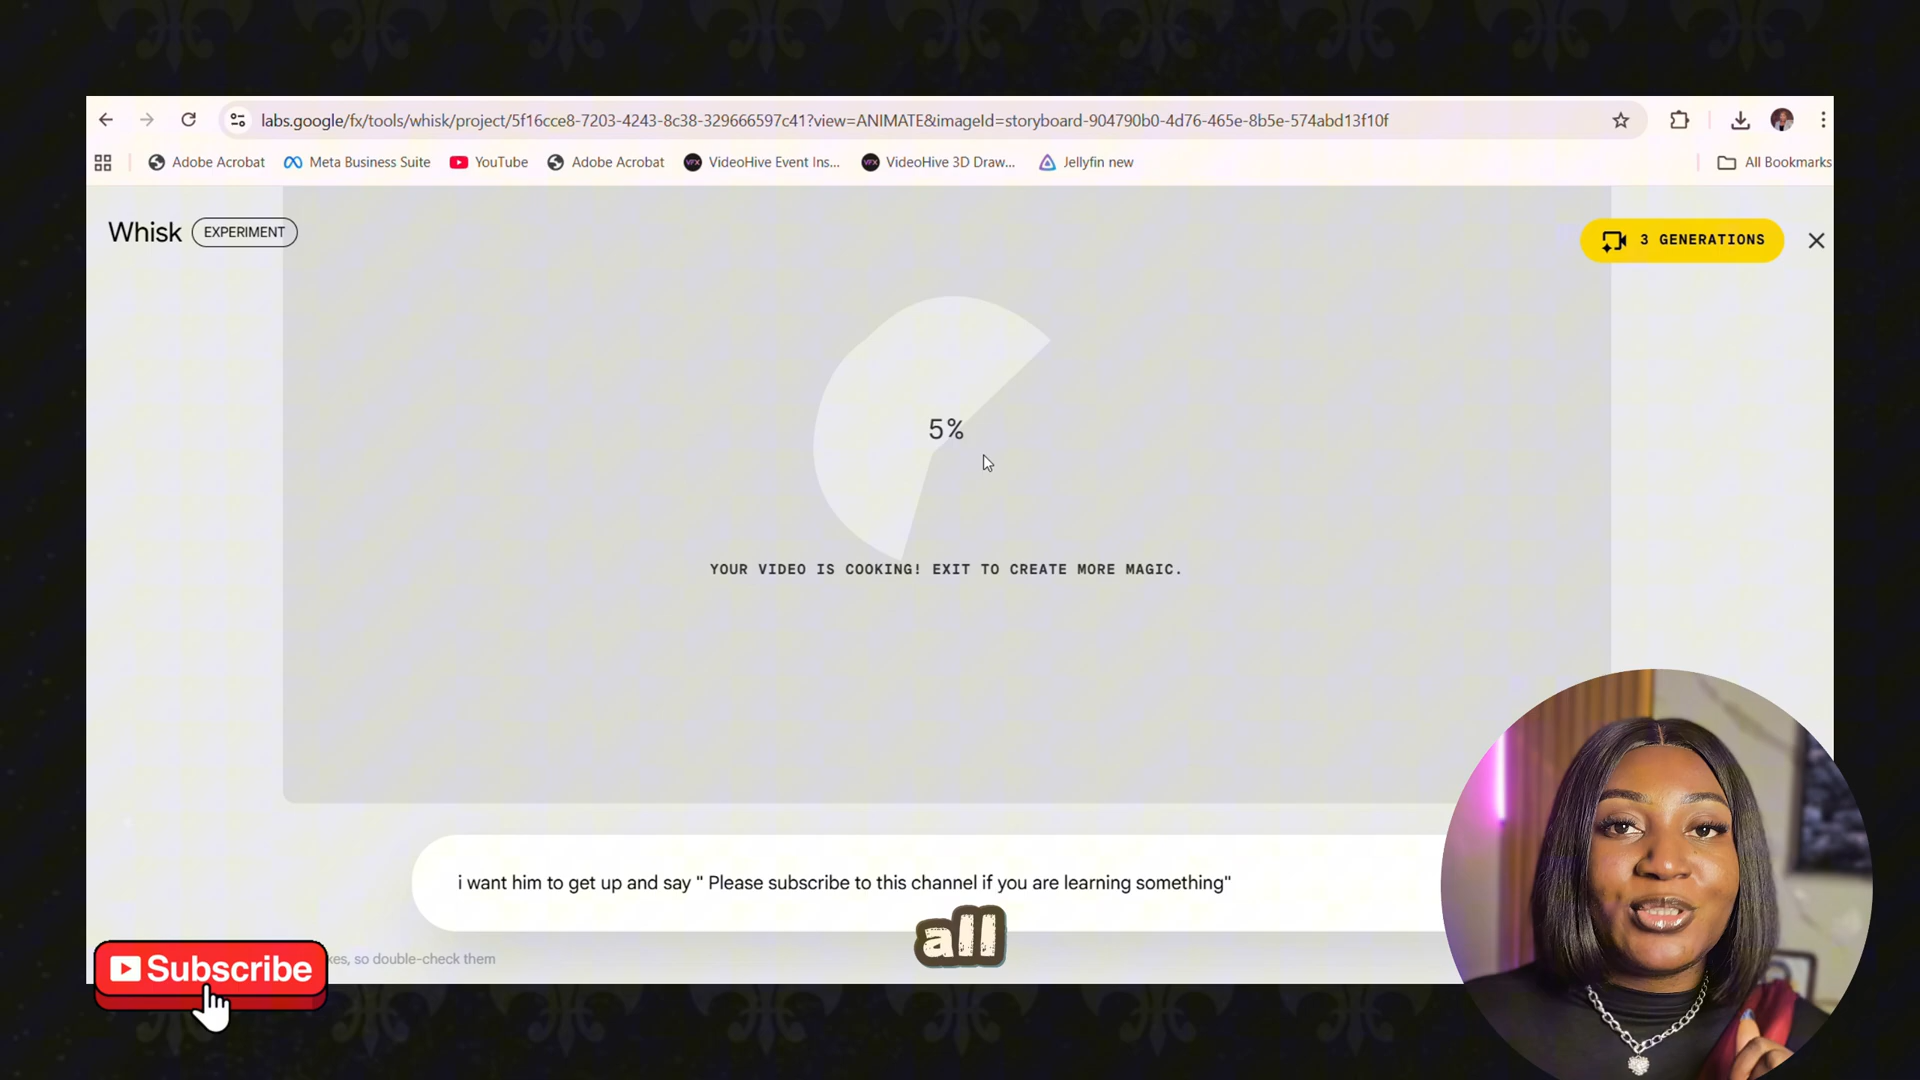 labs.google/fx/tools/whisk/project/5f16cce8-7203-4243-8c38-329666597c41?view=ANIMATE&imageId=storyboard-904790b0-4d76-465e-8b5e-574abd13f10f
Adobe Acrobat Meta Business Suite YouTube Adobe Acrobat VideoHive Event Ins... VideoHive 3D Draw... Jellyfin new All Bookmarks
Whisk EXPERIMENT 3 GENERATIONS
5%
YOUR VIDEO IS COOKING! EXIT TO CREATE MORE MAGIC.
i want him to get up and say " Please subscribe to this channel if you are learning something"
all
Subscribe
so double-check them